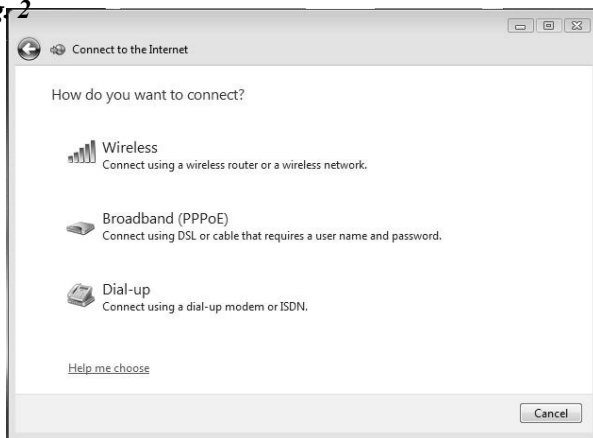 g. 2
Connect to the Internet
How do you want to connect?
Wireless
Connect using a wireless router or a wireless network.
Broadband (PPPoE)
Connect using DSL or cable that requires a user name and password.
Dial-up
Connect using a dial-up modem or ISDN.
Help me choose
Cancel